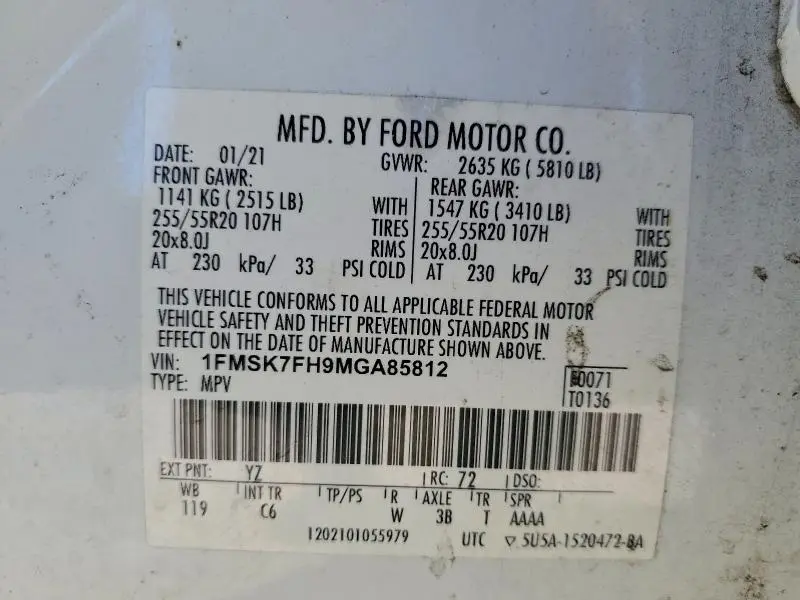 MFD. BY FORD MOTOR CO.
DATE: 01/21 GVWR: 2635 KG ( 5810 LB)
FRONT GAWR: REAR GAWR:
1141 KG ( 2515 LB) WITH 1547 KG ( 3410 LB) WITH
255/55R20 107H TIRES 255/55R20 107H TIRES
20x8.0J RIMS 20x8.0J RIMS
AT 230 kPa/ 33 PSI COLD AT 230 kPa/ 33 PSI COLD
THIS VEHICLE CONFORMS TO ALL APPLICABLE FEDERAL MOTOR
VEHICLE SAFETY AND THEFT PREVENTION STANDARDS IN
EFFECT ON THE DATE OF MANUFACTURE SHOWN ABOVE.
VIN: 1FMSK7FH9MGA85812
TYPE: MPV
T0136
EXT PNT: YZ RC: 72 DSO:
WB INT TR TP/PS R AXLE TR SPR
119 C6 W 3B T AAAA
1202101055979 UTC ▽ 5U5A-1520472-BA